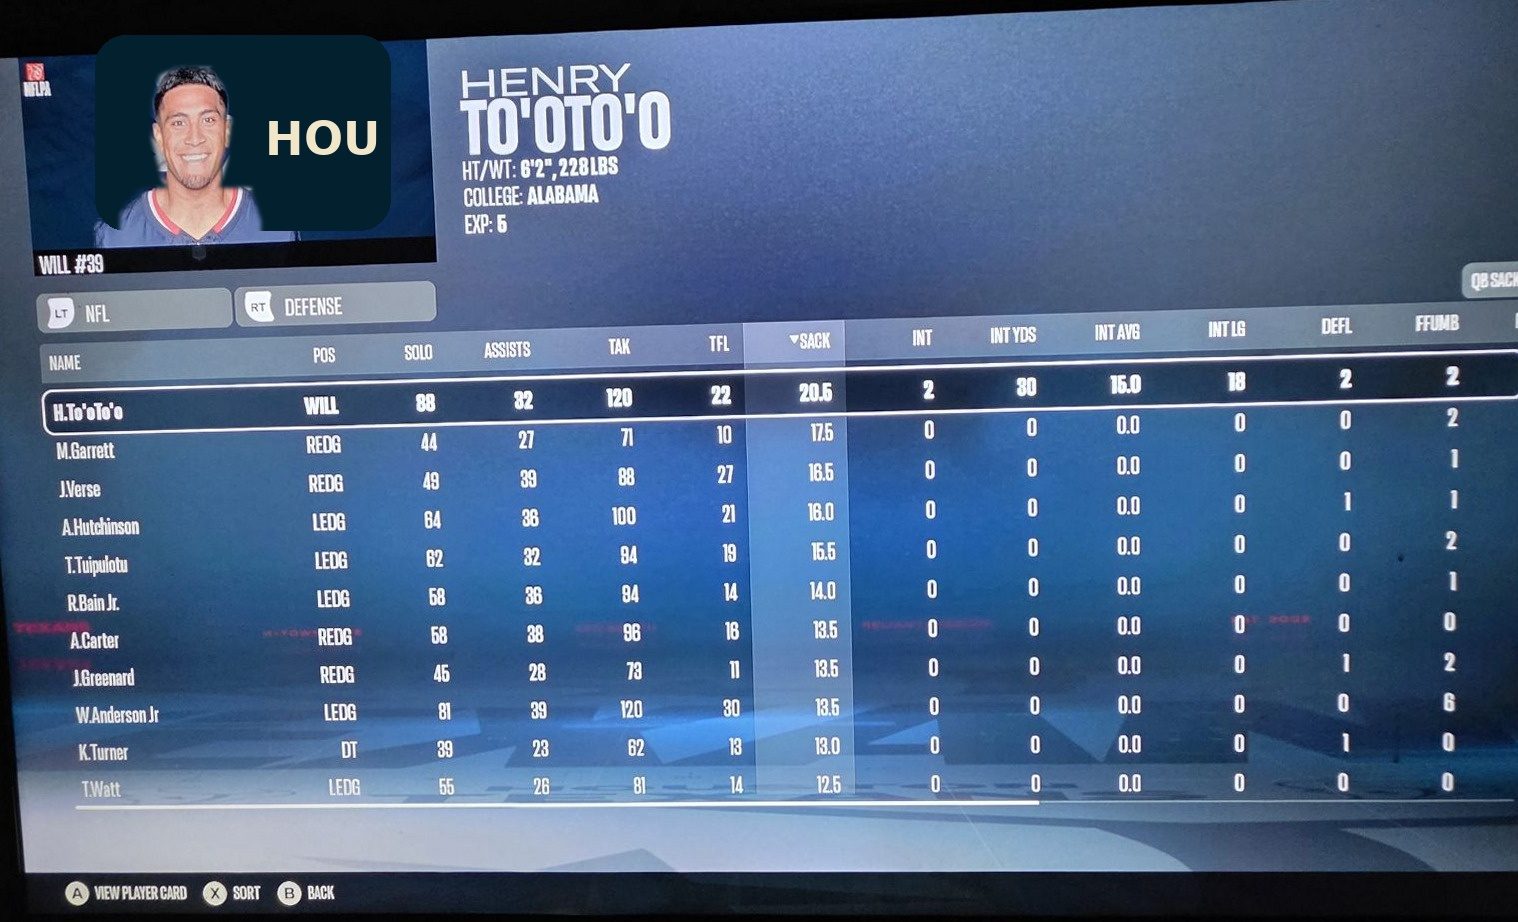 NFLPA
HOU
HENRY
TO'OTO'O
HT/WT: 6'2", 228LBS
COLLEGE: ALABAMA
EXP: 5
WILL #39
LT NFL
RT DEFENSE
QB SACK
NAME POS SOLO ASSISTS TAK TFL ▼SACK INT INT YDS INT AVG INT LG DEFL FFUMB
H.To'oTo'o WILL 88 32 120 22 20.5 2 30 15.0 18 2 2
M.Garrett REDG 44 27 71 10 17.5 0 0 0.0 0 0 2
J.Verse REDG 49 39 88 27 16.5 0 0 0.0 0 0 1
A.Hutchinson LEDG 64 36 100 21 16.0 0 0 0.0 0 1 1
T.Tuipulotu LEDG 62 32 94 19 15.5 0 0 0.0 0 0 2
R.Bain Jr. LEDG 58 36 94 14 14.0 0 0 0.0 0 0 1
A.Carter REDG 58 38 96 16 13.5 0 0 0.0 0 0 0
J.Greenard REDG 45 28 73 11 13.5 0 0 0.0 0 1 2
W.Anderson Jr LEDG 81 39 120 30 13.5 0 0 0.0 0 0 6
K.Turner DT 39 23 62 13 13.0 0 0 0.0 0 1 0
T.Watt LEDG 55 26 81 14 12.5 0 0 0.0 0 0 0
A VIEW PLAYER CARD X SORT B BACK